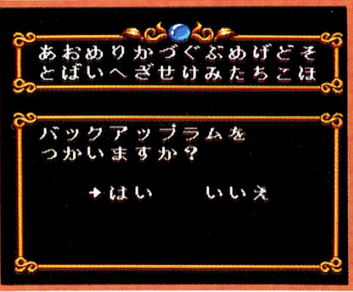 あおめりかづぐぶめげどそ
とばいへざせけみたちこほ
バックアップラムを
つかいますか?
→はい いいえ